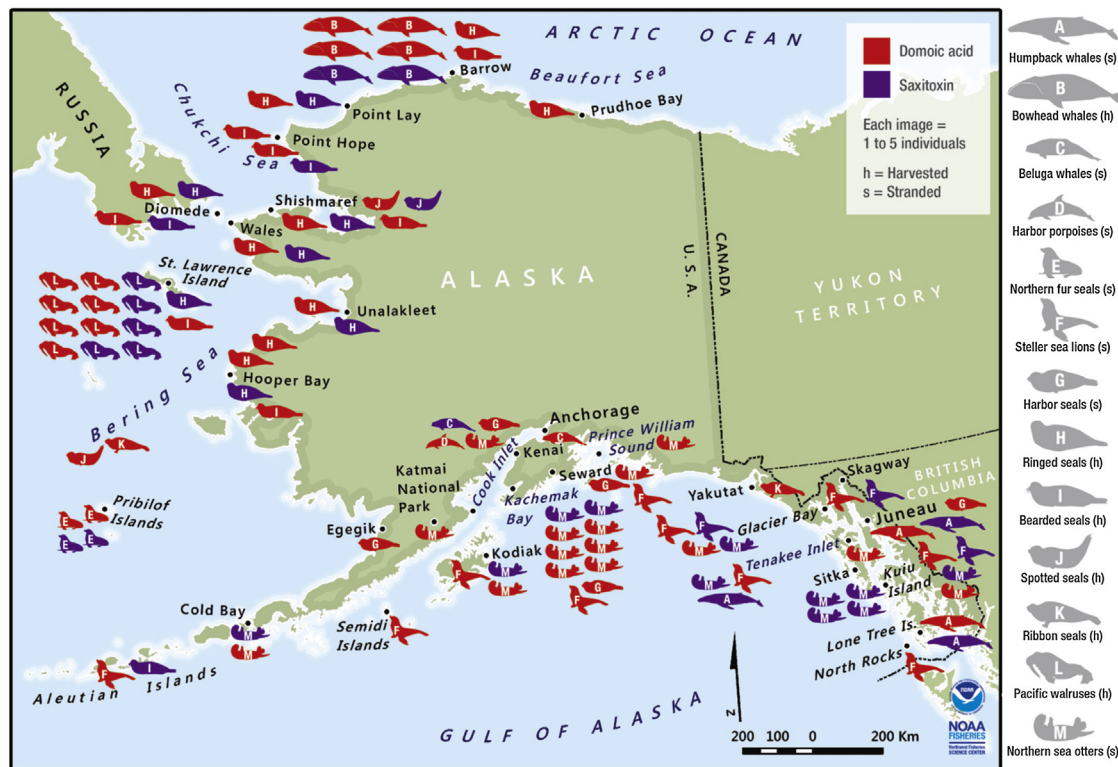 ARCTIC OCEAN
Beaufort Sea
Barrow
Prudhoe Bay
Chukchi Sea
RUSSIA
Point Lay
Point Hope
Diomede
Shishmaref
Wales
St. Lawrence
Island
ALASKA
U.S.A.
CANADA
YUKON
TERRITORY
Unalakleet
Bering Sea
Hooper Bay
Anchorage
Prince William
Sound
Kenai
Seward
Cook Inlet
Katmai
National
Park
Kachemak
Bay
Pribilof
Islands
Egegik
Kodiak
Yakutat
Skagway
BRITISH
COLUMBIA
Glacier Bay
Juneau
Tenakee Inlet
Sitka
Kuiu
Island
Cold Bay
Semidi
Islands
Lone Tree Is.
North Rocks
Aleutian Islands
GULF OF ALASKA
Z
200 100 0 200 Km
NOAA
FISHERIES
Northwest Fisheries
SCIENCE CENTER
Domoic acid
Saxitoxin
Each image =
1 to 5 individuals
h = Harvested
s = Stranded
A
Humpback whales (s)
B
Bowhead whales (h)
C
Beluga whales (s)
D
Harbor porpoises (s)
E
Northern fur seals (s)
F
Steller sea lions (s)
G
Harbor seals (s)
H
Ringed seals (h)
I
Bearded seals (h)
J
Spotted seals (h)
K
Ribbon seals (h)
L
Pacific walruses (h)
M
Northern sea otters (s)